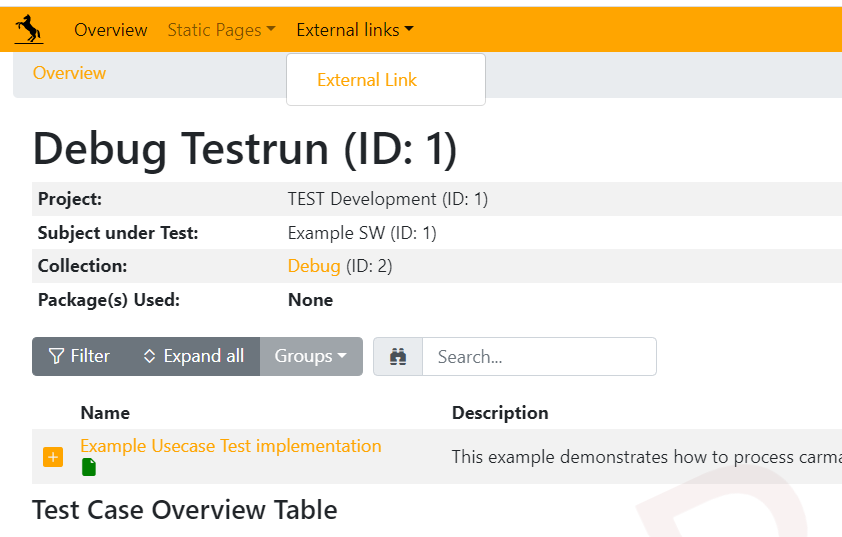 Overview Static Pages External links
Overview
External Link
Debug Testrun (ID: 1)
Project: TEST Development (ID: 1)
Subject under Test: Example SW (ID: 1)
Collection: Debug (ID: 2)
Package(s) Used: None
Filter Expand all Groups Search...
Name Description
Example Usecase Test implementation
This example demonstrates how to process carma
Test Case Overview Table